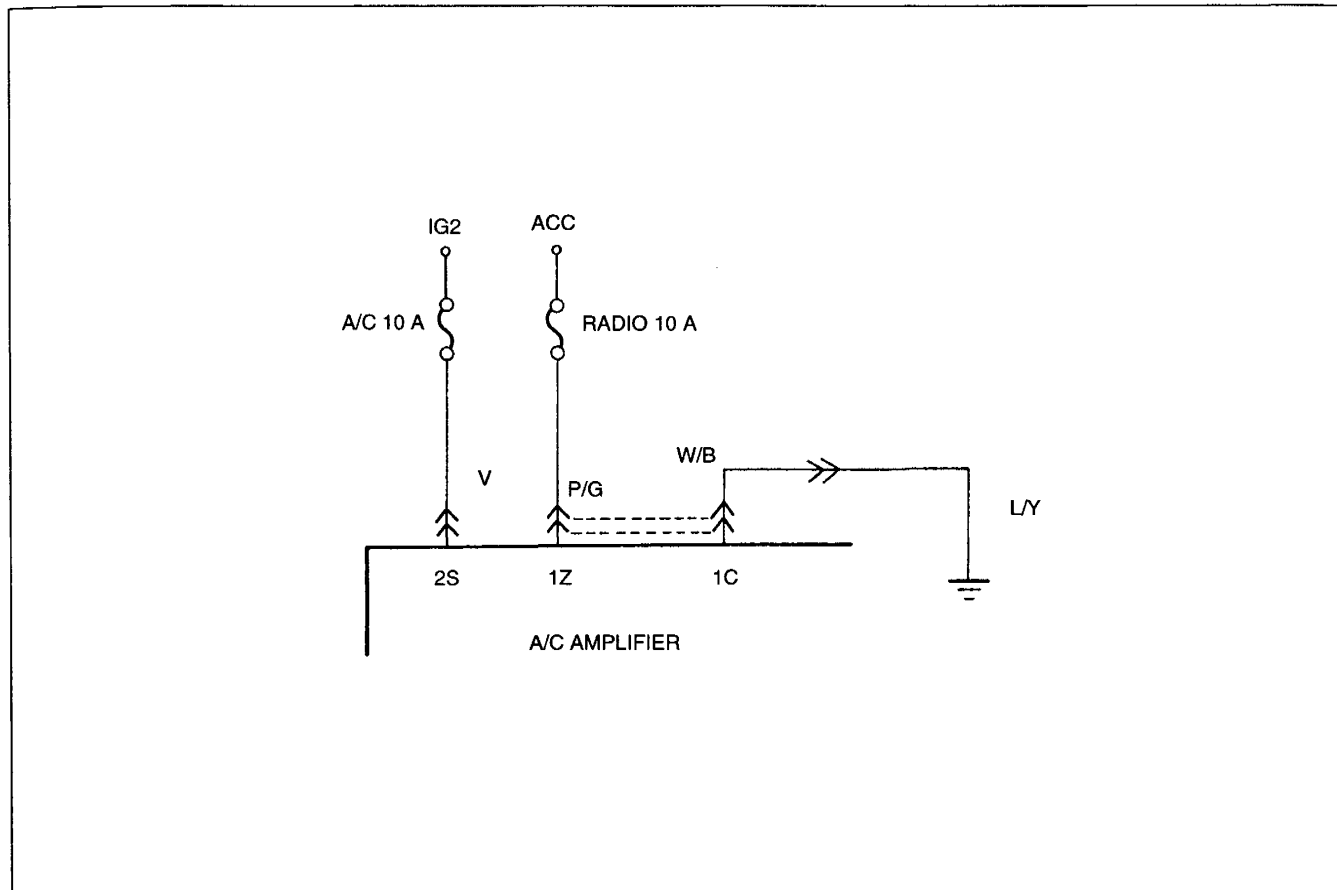 IG2
ACC
A/C 10 A
RADIO 10 A
W/B
V
P/G
L/Y
2S
1Z
1C
A/C AMPLIFIER